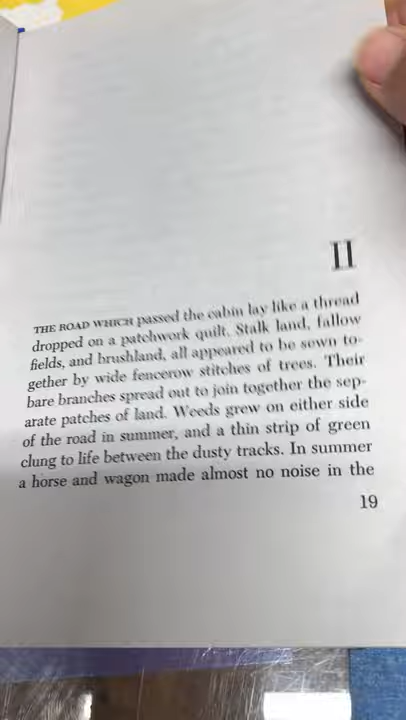 II
THE ROAD WHICH passed the cabin lay like a thread
dropped on a patchwork quilt. Stalk land, fallow
fields, and brushland, all appeared to be sewn to-
gether by wide fencerow stitches of trees. Their
bare branches spread out to join together the sep-
arate patches of land. Weeds grew on either side
of the road in summer, and a thin strip of green
clung to life between the dusty tracks. In summer
a horse and wagon made almost no noise in the
19